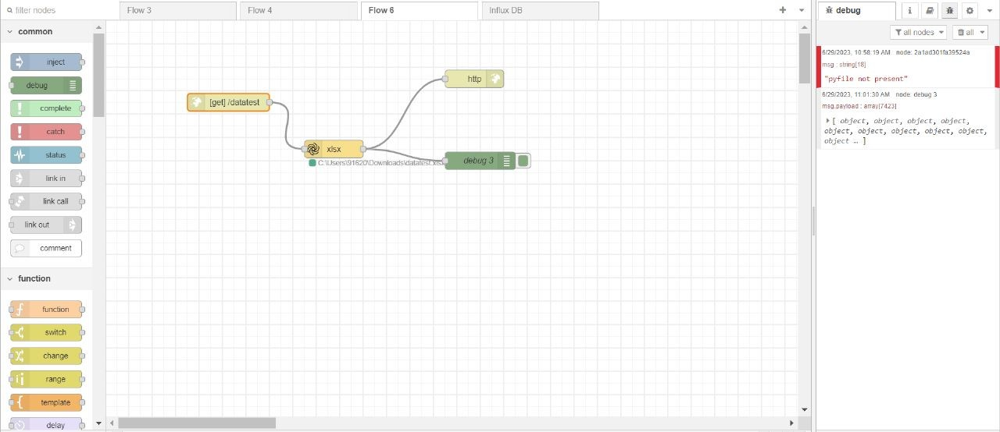 filter nodes
Flow 3
Flow 4
Flow 6
Influx DB
common
inject
debug
complete
catch
status
link in
link call
link out
comment
function
function
switch
change
range
template
delay
[get] /datatest
xlsx
C:\Users\91620\Downloads\datatest.xlsx
http
debug 3
debug
i
all nodes
all
6/29/2023, 10:58:19 AM node: 2a1ad301fa39524a
msg : string[18]
"pyfile not present"
6/29/2023, 11:01:30 AM node: debug 3
msg.payload : array[7423]
[ object, object, object, object,
object, object, object, object, object, object,
object … ]